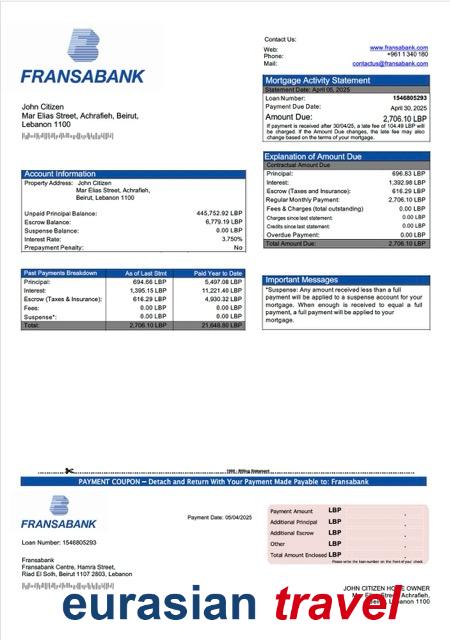 Contact Us:
Web: www.fransabank.com
Phone: +961 1 340 180
Mail: contactus@fransabank.com
FRANSABANK
Mortgage Activity Statement
Statement Date: April 05, 2025
Loan Number: 1546805293
Payment Due Date: April 30, 2025
Amount Due: 2,706.10 LBP
If payment is received after 30/04/25, a late fee of 104.49 LBP will
be charged. If the Amount Due changes, the late fee may also
change based on the terms of your mortgage.
John Citizen
Mar Elias Street, Achrafieh, Beirut,
Lebanon 1100
Explanation of Amount Due
Contractual Amount Due
Principal: 696.83 LBP
Interest: 1,392.98 LBP
Escrow (Taxes and Insurance): 616.29 LBP
Regular Monthly Payment: 2,706.10 LBP
Fees & Charges (total outstanding) 0.00 LBP
Charges since last statement: 0.00 LBP
Credits since last statement: 0.00 LBP
Overdue Payment: 0.00 LBP
Total Amount Due: 2,706.10 LBP
Account Information
Property Address: John Citizen
Mar Elias Street, Achrafieh,
Beirut, Lebanon 1100
Unpaid Principal Balance: 445,752.92 LBP
Escrow Balance: 6,779.19 LBP
Suspense Balance: 0.00 LBP
Interest Rate: 3.750%
Prepayment Penalty: No
Past Payments Breakdown As of Last Stmt Paid Year to Date
Principal: 694.66 LBP 5,497.08 LBP
Interest: 1,395.15 LBP 11,221.40 LBP
Escrow (Taxes & Insurance): 616.29 LBP 4,930.32 LBP
Fees: 0.00 LBP 0.00 LBP
Suspense*: 0.00 LBP 0.00 LBP
Total: 2,706.10 LBP 21,648.80 LBP
Important Messages
*Suspense: Any amount received less than a full
payment will be applied to a suspense account for your
mortgage. When enough is received to equal a full
payment, a full payment will be applied to your
mortgage.
Billing Statement
PAYMENT COUPON – Detach and Return With Your Payment Made Payable to: Fransabank
FRANSABANK
Payment Date: 05/04/2025
Payment Amount LBP
Additional Principal LBP
Additional Escrow LBP
Other LBP
Total Amount Enclosed LBP
Please write the loan number on the front of your check.
Loan Number: 1546805293
Fransabank
Fransabank Centre, Hamra Street,
Riad El Solh, Beirut 1107 2803, Lebanon
JOHN CITIZEN HOME OWNER
Mar Elias Street, Achrafieh,
eurasian travel